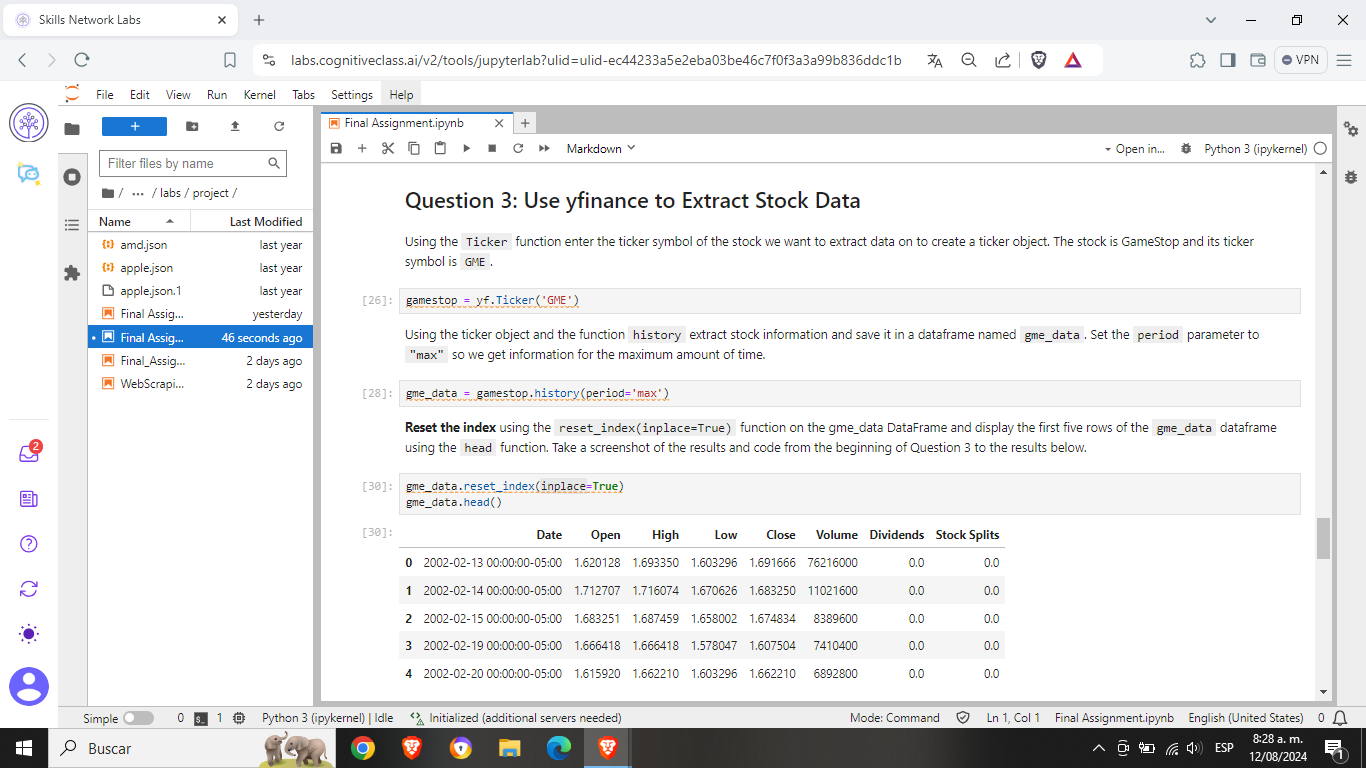 Skills Network Labs
labs.cognitiveclass.ai/v2/tools/jupyterlab?ulid=ulid-ec44233a5e2eba03be46c7f0f3a3a99b836ddc1b
VPN
File Edit View Run Kernel Tabs Settings Help
Final Assignment.ipynb
Filter files by name
Markdown
Open in...
Python 3 (ipykernel)
/ ··· / labs / project /
Name Last Modified
amd.json last year
apple.json last year
apple.json.1 last year
Final Assig... yesterday
Final Assig... 46 seconds ago
Final_Assig... 2 days ago
WebScrapi... 2 days ago
2
Question 3: Use yfinance to Extract Stock Data
Using the Ticker function enter the ticker symbol of the stock we want to extract data on to create a ticker object. The stock is GameStop and its ticker
symbol is GME .
[26]: gamestop = yf.Ticker('GME')
Using the ticker object and the function history extract stock information and save it in a dataframe named gme_data . Set the period parameter to
"max" so we get information for the maximum amount of time.
[28]: gme_data = gamestop.history(period='max')
Reset the index using the reset_index(inplace=True) function on the gme_data DataFrame and display the first five rows of the gme_data dataframe
using the head function. Take a screenshot of the results and code from the beginning of Question 3 to the results below.
[30]: gme_data.reset_index(inplace=True)
gme_data.head()
[30]: Date Open High Low Close Volume Dividends Stock Splits
0 2002-02-13 00:00:00-05:00 1.620128 1.693350 1.603296 1.691666 76216000 0.0 0.0
1 2002-02-14 00:00:00-05:00 1.712707 1.716074 1.670626 1.683250 11021600 0.0 0.0
2 2002-02-15 00:00:00-05:00 1.683251 1.687459 1.658002 1.674834 8389600 0.0 0.0
3 2002-02-19 00:00:00-05:00 1.666418 1.666418 1.578047 1.607504 7410400 0.0 0.0
4 2002-02-20 00:00:00-05:00 1.615920 1.662210 1.603296 1.662210 6892800 0.0 0.0
Simple 0 1 Python 3 (ipykernel) | Idle Initialized (additional servers needed) Mode: Command Ln 1, Col 1 Final Assignment.ipynb English (United States) 0
Buscar
ESP
8:28 a. m.
12/08/2024
1